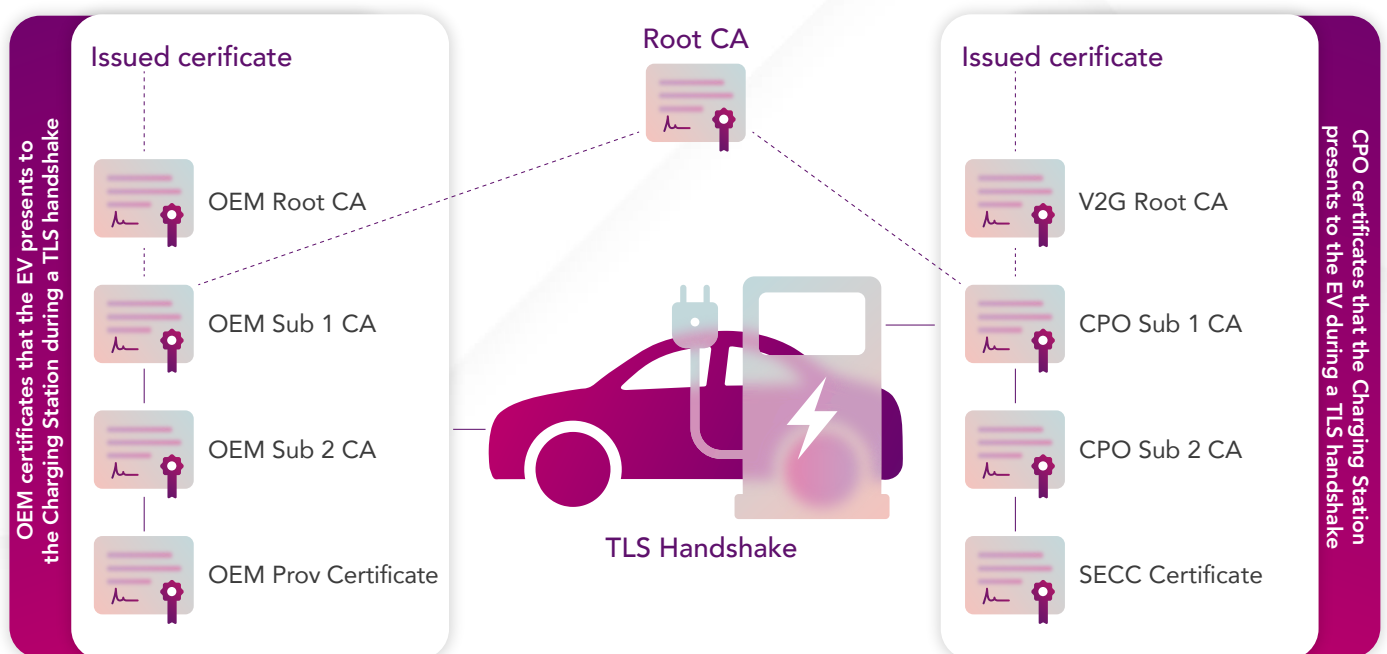 OEM certificates that the EV presents to
the Charging Station during a TLS handshake
Issued cerificate
OEM Root CA
OEM Sub 1 CA
OEM Sub 2 CA
OEM Prov Certificate
Root CA
TLS Handshake
Issued cerificate
V2G Root CA
CPO Sub 1 CA
CPO Sub 2 CA
SECC Certificate
CPO certificates that the Charging Station
presents to the EV during a TLS handshake